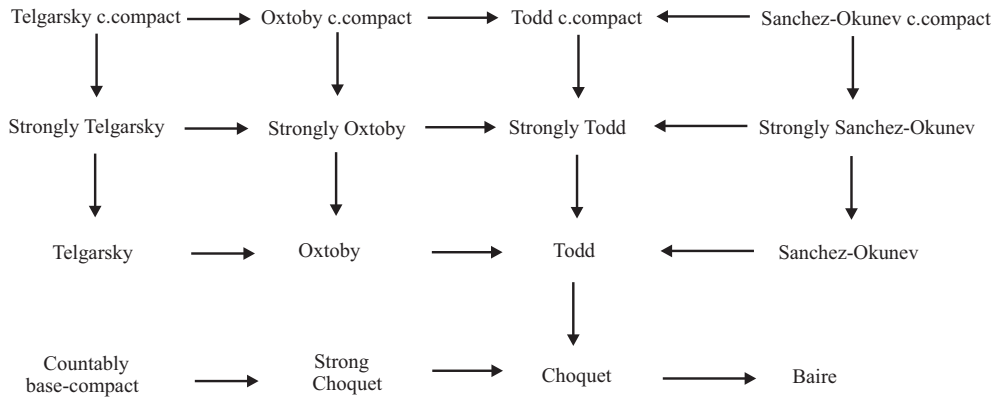 Telgarsky c.compact Oxtoby c.compact Todd c.compact Sanchez-Okunev c.compact
Strongly Telgarsky Strongly Oxtoby Strongly Todd Strongly Sanchez-Okunev
Telgarsky Oxtoby Todd Sanchez-Okunev
Countably
base-compact
Strong
Choquet
Choquet
Baire